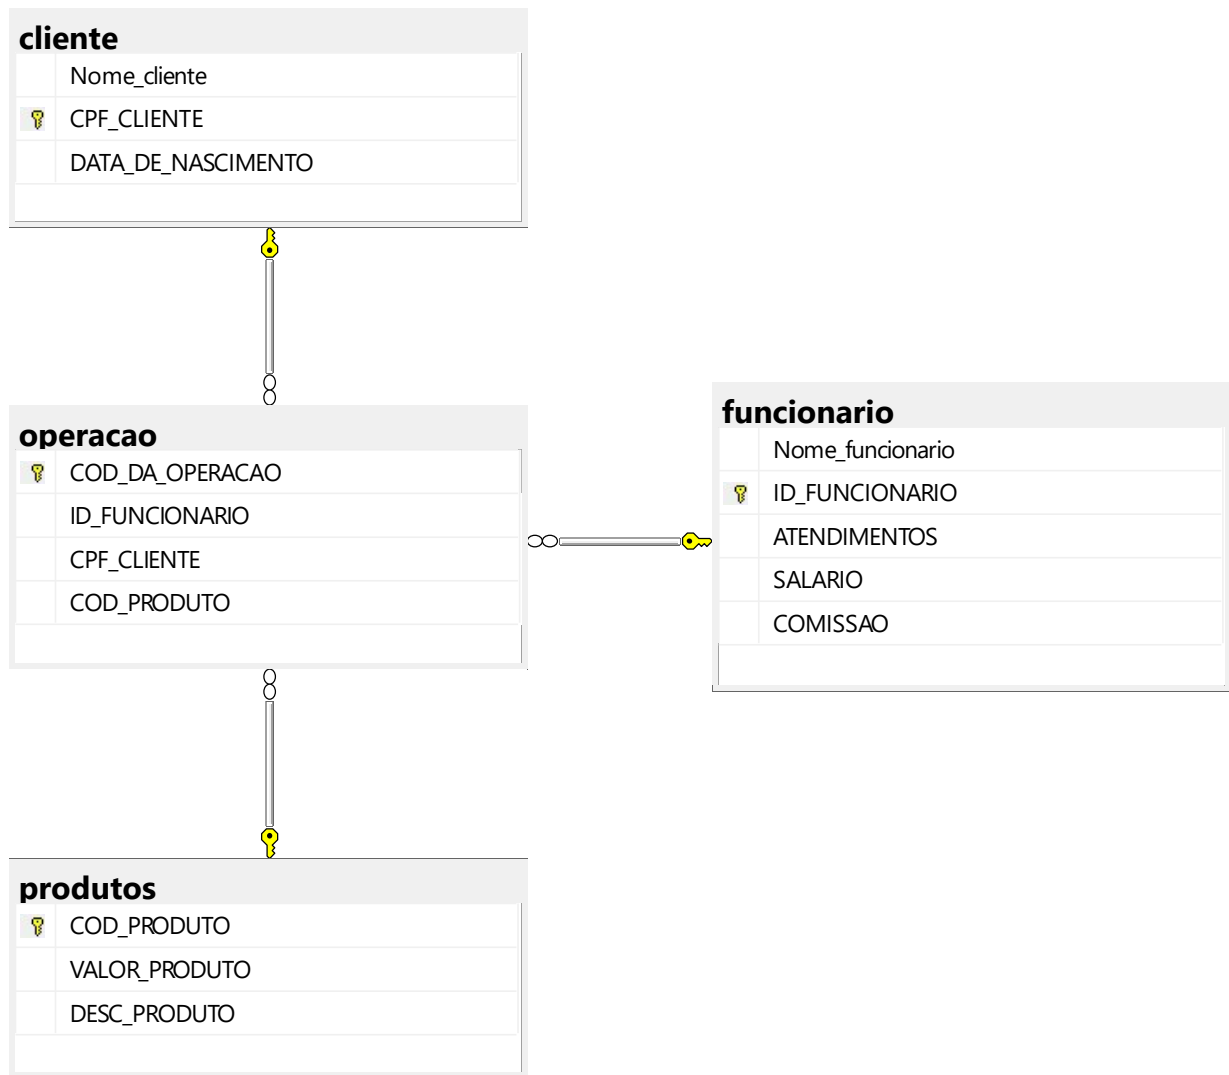 cliente
Nome_cliente
CPF_CLIENTE
DATA_DE_NASCIMENTO
operacao
COD_DA_OPERACAO
ID_FUNCIONARIO
CPF_CLIENTE
COD_PRODUTO
funcionario
Nome_funcionario
ID_FUNCIONARIO
ATENDIMENTOS
SALARIO
COMISSAO
produtos
COD_PRODUTO
VALOR_PRODUTO
DESC_PRODUTO